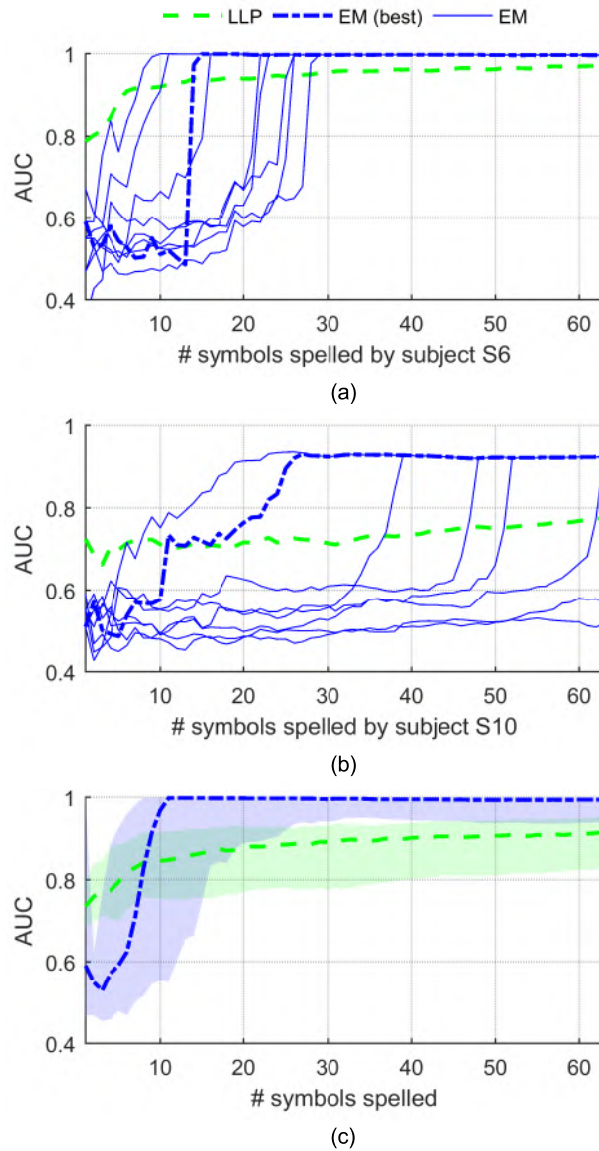 LLP EM (best) EM
1
0.8
0.6
0.4
AUC
10 20 30 40 50 60
# symbols spelled by subject S6
(a)
1
0.8
0.6
0.4
AUC
10 20 30 40 50 60
# symbols spelled by subject S10
(b)
1
0.8
0.6
0.4
AUC
10 20 30 40 50 60
# symbols spelled
(c)